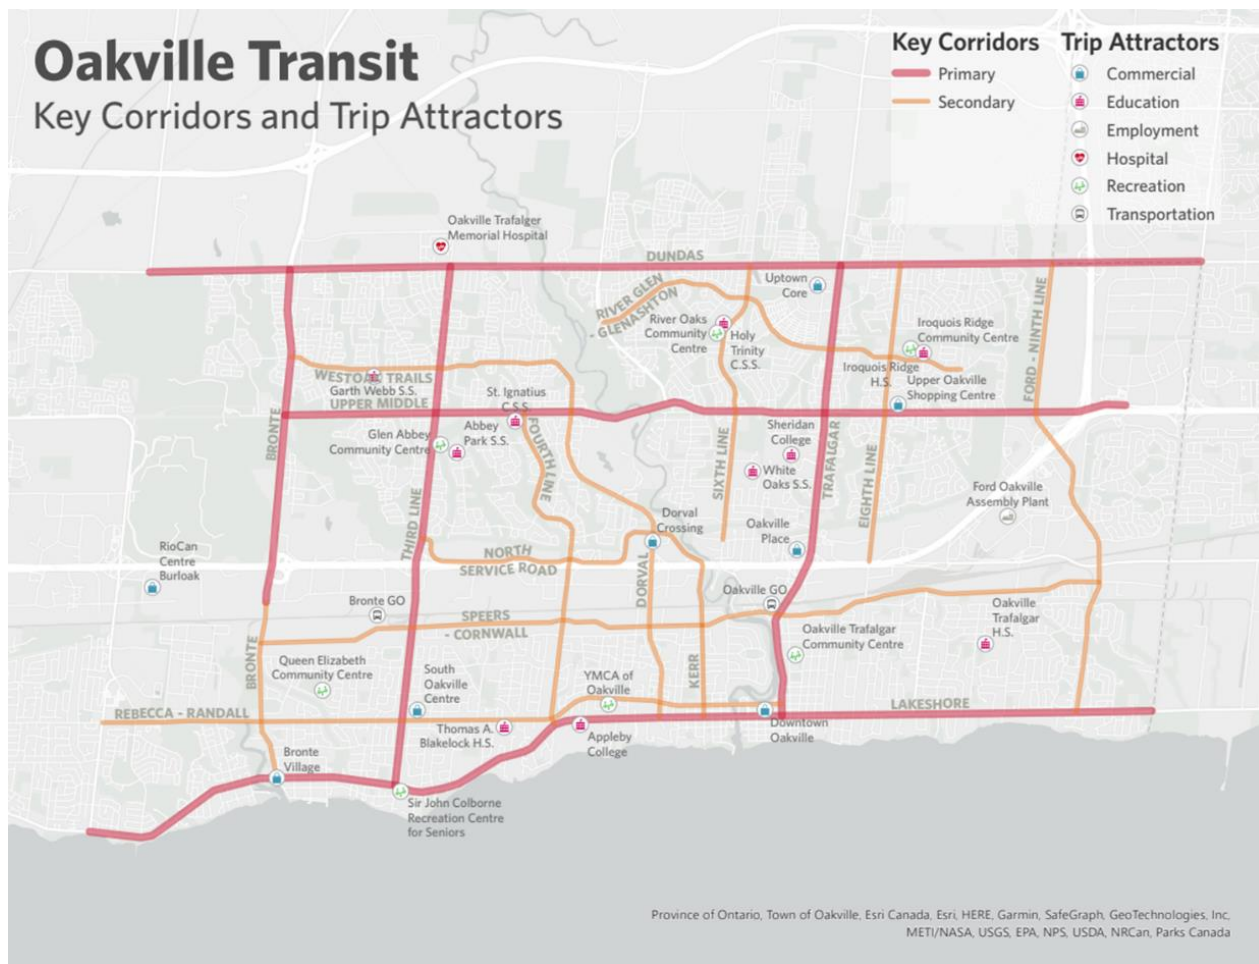 Oakville Transit
Key Corridors and Trip Attractors
Key Corridors
Primary
Secondary
Trip Attractors
Commercial
Education
Employment
Hospital
Recreation
Transportation
Oakville Trafalger
Memorial Hospital
DUNDAS
RIVER GLEN
- GLENASHTON
Uptown
Core
River Oaks
Community
Centre
Holy
Trinity
C.S.S.
Iroquois Ridge
Community Centre
Iroquois Ridge
H.S.
Upper Oakville
Shopping Centre
FORD - NINTH LINE
WESTOAK TRAILS
Garth Webb S.S.
UPPER MIDDLE
St. Ignatius
C.S.S.
BRONTE
Glen Abbey
Community Centre
Abbey
Park S.S.
FOURTH LINE
SIXTH LINE
Sheridan
College
White
Oaks S.S.
TRAFALGAR
EIGHTH LINE
Ford Oakville
Assembly Plant
THIRD LINE
Dorval
Crossing
Oakville
Place
RioCan
Centre
Burloak
NORTH
SERVICE ROAD
DORVAL
Bronte GO
Oakville GO
SPEERS
- CORNWALL
Oakville
Trafalgar
H.S.
Oakville Trafalgar
Community Centre
BRONTE
Queen Elizabeth
Community Centre
South
Oakville
Centre
YMCA of
Oakville
KERR
REBECCA - RANDALL
LAKESHORE
Thomas A.
Blakelock H.S.
Appleby
College
Downtown
Oakville
Bronte
Village
Sir John Colborne
Recreation Centre
for Seniors
Province of Ontario, Town of Oakville, Esri Canada, Esri, HERE, Garmin, SafeGraph, GeoTechnologies, Inc,
METI/NASA, USGS, EPA, NPS, USDA, NRCan, Parks Canada